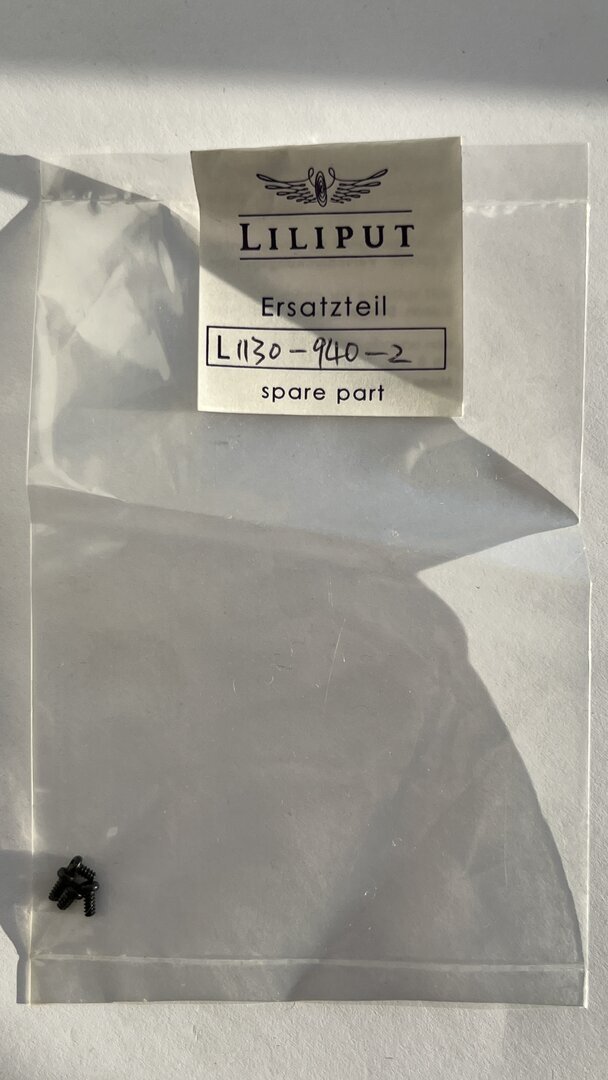 LILIPUT
Ersatzteil
L1130-940-2
spare part